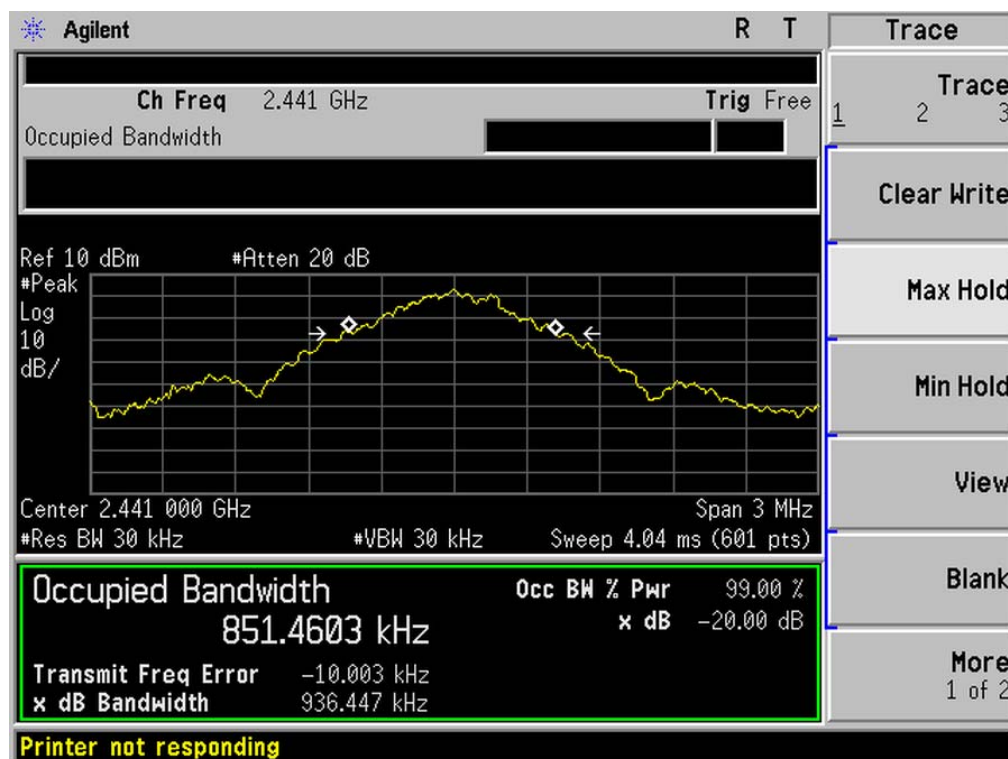 Agilent R T Trace
Ch Freq 2.441 GHz Trig Free
Occupied Bandwidth
Trace
1 2 3
Clear Write
Max Hold
Min Hold
View
Blank
More
1 of 2
Ref 10 dBm #Atten 20 dB
#Peak
Log
10
dB/
Center 2.441 000 GHz Span 3 MHz
#Res BW 30 kHz #VBW 30 kHz Sweep 4.04 ms (601 pts)
Occupied Bandwidth Occ BW % Pwr 99.00 %
851.4603 kHz x dB -20.00 dB
Transmit Freq Error -10.003 kHz
x dB Bandwidth 936.447 kHz
Printer not responding